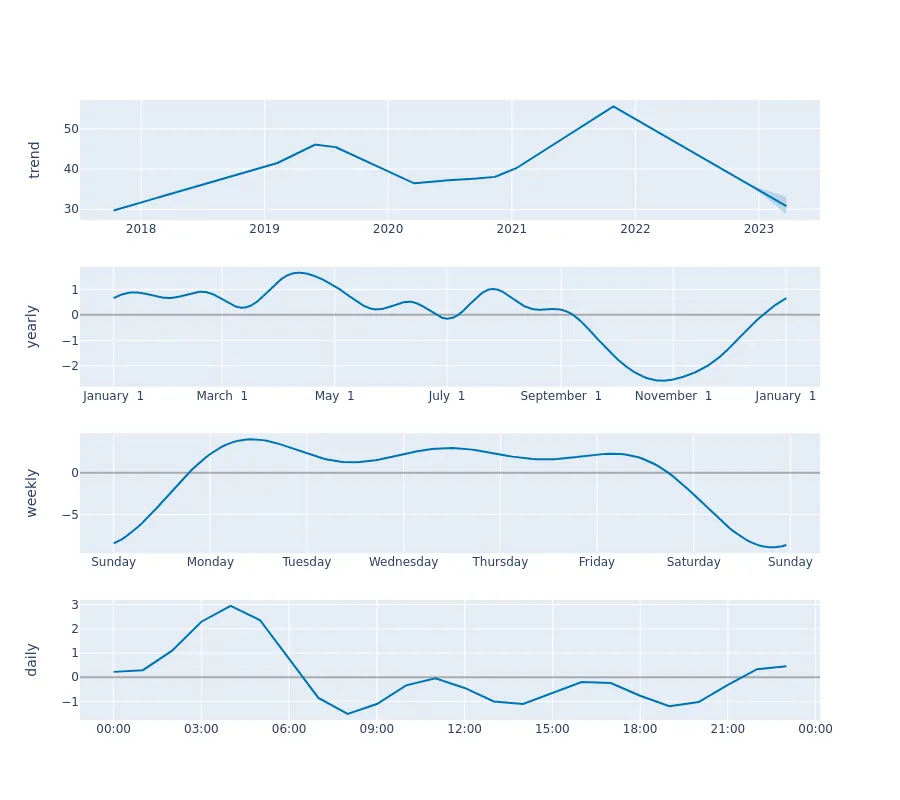 trend
50
40
30
2018 2019 2020 2021 2022 2023
yearly
1
0
−1
−2
January 1 March 1 May 1 July 1 September 1 November 1 January 1
weekly
0
−5
Sunday Monday Tuesday Wednesday Thursday Friday Saturday Sunday
daily
3
2
1
0
−1
00:00 03:00 06:00 09:00 12:00 15:00 18:00 21:00 00:00